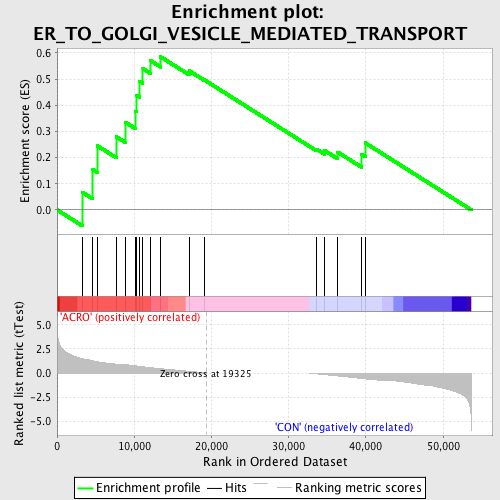 Enrichment plot:
ER_TO_GOLGI_VESICLE_MEDIATED_TRANSPORT
Enrichment score (ES)
0.6
0.5
0.4
0.3
0.2
0.1
0.0
'ACRO' (positively correlated)
Ranked list metric (tTest)
5.0
2.5
0.0
-2.5
-5.0
Zero cross at 19325
'CON' (negatively correlated)
0
10,000
20,000
30,000
40,000
50,000
Rank in Ordered Dataset
Enrichment profile
Hits
Ranking metric scores